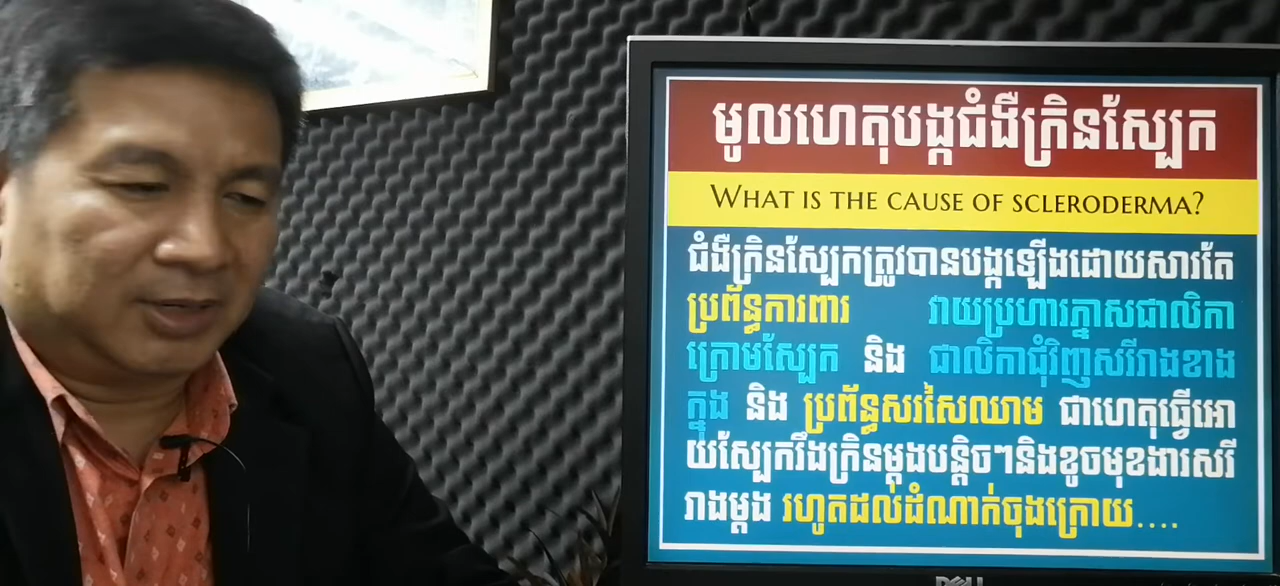 មូលហេតុបង្កជំងឺក្រិនស្បែក
WHAT IS THE CAUSE OF SCLERODERMA?
ជំងឺក្រិនស្បែកត្រូវបានបង្កឡើងដោយសារតែ
ប្រព័ន្ធការពារ វាយប្រហារភ្នាសជាលិកា
ក្រោមស្បែក និង ជាលិកាជុំវិញសរីរាងខាង
ក្នុង និង ប្រព័ន្ធសរសៃឈាម ជាហេតុធ្វើអោ
យស្បែករឹងក្រិនម្តងបន្តិចៗនិងខូចមុខងារសរី
រាងម្តង រហូតដល់ដំណាក់ចុងក្រោយ....
DELL